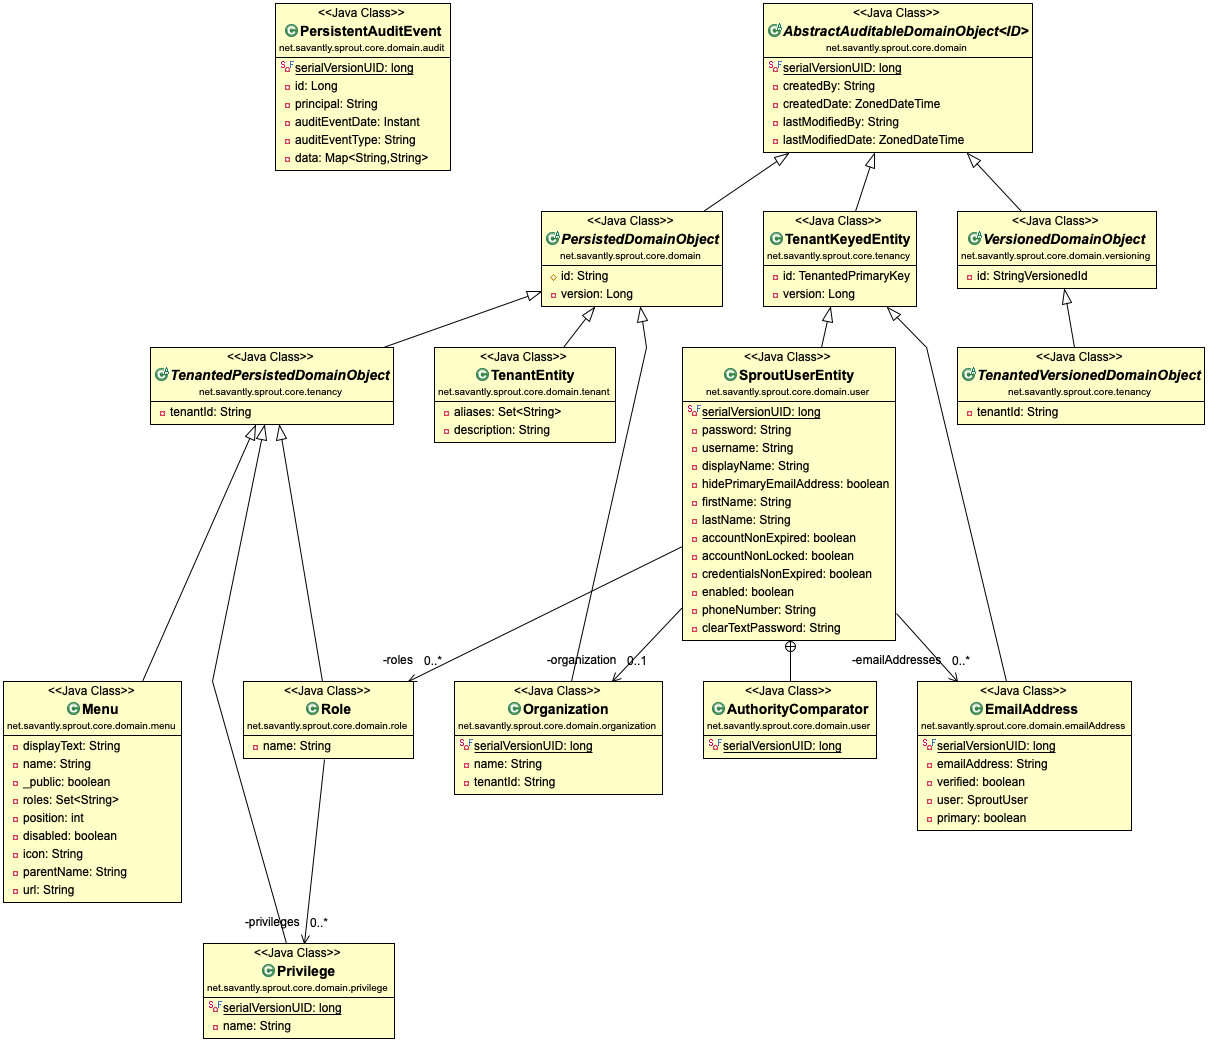 <<Java Class>>
PersistentAuditEvent
net.savantly.sprout.core.domain.audit
serialVersionUID: long
id: Long
principal: String
auditEventDate: Instant
auditEventType: String
data: Map<String,String>
<<Java Class>>
AbstractAuditableDomainObject<ID>
net.savantly.sprout.core.domain
serialVersionUID: long
createdBy: String
createdDate: ZonedDateTime
lastModifiedBy: String
lastModifiedDate: ZonedDateTime
<<Java Class>>
PersistedDomainObject
net.savantly.sprout.core.domain
id: String
version: Long
<<Java Class>>
TenantKeyedEntity
net.savantly.sprout.core.tenancy
id: TenantedPrimaryKey
version: Long
<<Java Class>>
VersionedDomainObject
net.savantly.sprout.core.domain.versioning
id: StringVersionedId
<<Java Class>>
TenantedPersistedDomainObject
net.savantly.sprout.core.tenancy
tenantId: String
<<Java Class>>
TenantEntity
net.savantly.sprout.core.domain.tenant
aliases: Set<String>
description: String
<<Java Class>>
SproutUserEntity
net.savantly.sprout.core.domain.user
serialVersionUID: long
password: String
username: String
displayName: String
hidePrimaryEmailAddress: boolean
firstName: String
lastName: String
accountNonExpired: boolean
accountNonLocked: boolean
credentialsNonExpired: boolean
enabled: boolean
phoneNumber: String
clearTextPassword: String
<<Java Class>>
TenantedVersionedDomainObject
net.savantly.sprout.core.tenancy
tenantId: String
-roles 0..*
-organization 0..1
-emailAddresses 0..*
<<Java Class>>
Menu
net.savantly.sprout.core.domain.menu
displayText: String
name: String
_public: boolean
roles: Set<String>
position: int
disabled: boolean
icon: String
parentName: String
url: String
<<Java Class>>
Role
net.savantly.sprout.core.domain.role
name: String
<<Java Class>>
Organization
net.savantly.sprout.core.domain.organization
serialVersionUID: long
name: String
tenantId: String
<<Java Class>>
AuthorityComparator
net.savantly.sprout.core.domain.user
serialVersionUID: long
<<Java Class>>
EmailAddress
net.savantly.sprout.core.domain.emailAddress
serialVersionUID: long
emailAddress: String
verified: boolean
user: SproutUser
primary: boolean
-privileges 0..*
<<Java Class>>
Privilege
net.savantly.sprout.core.domain.privilege
serialVersionUID: long
name: String